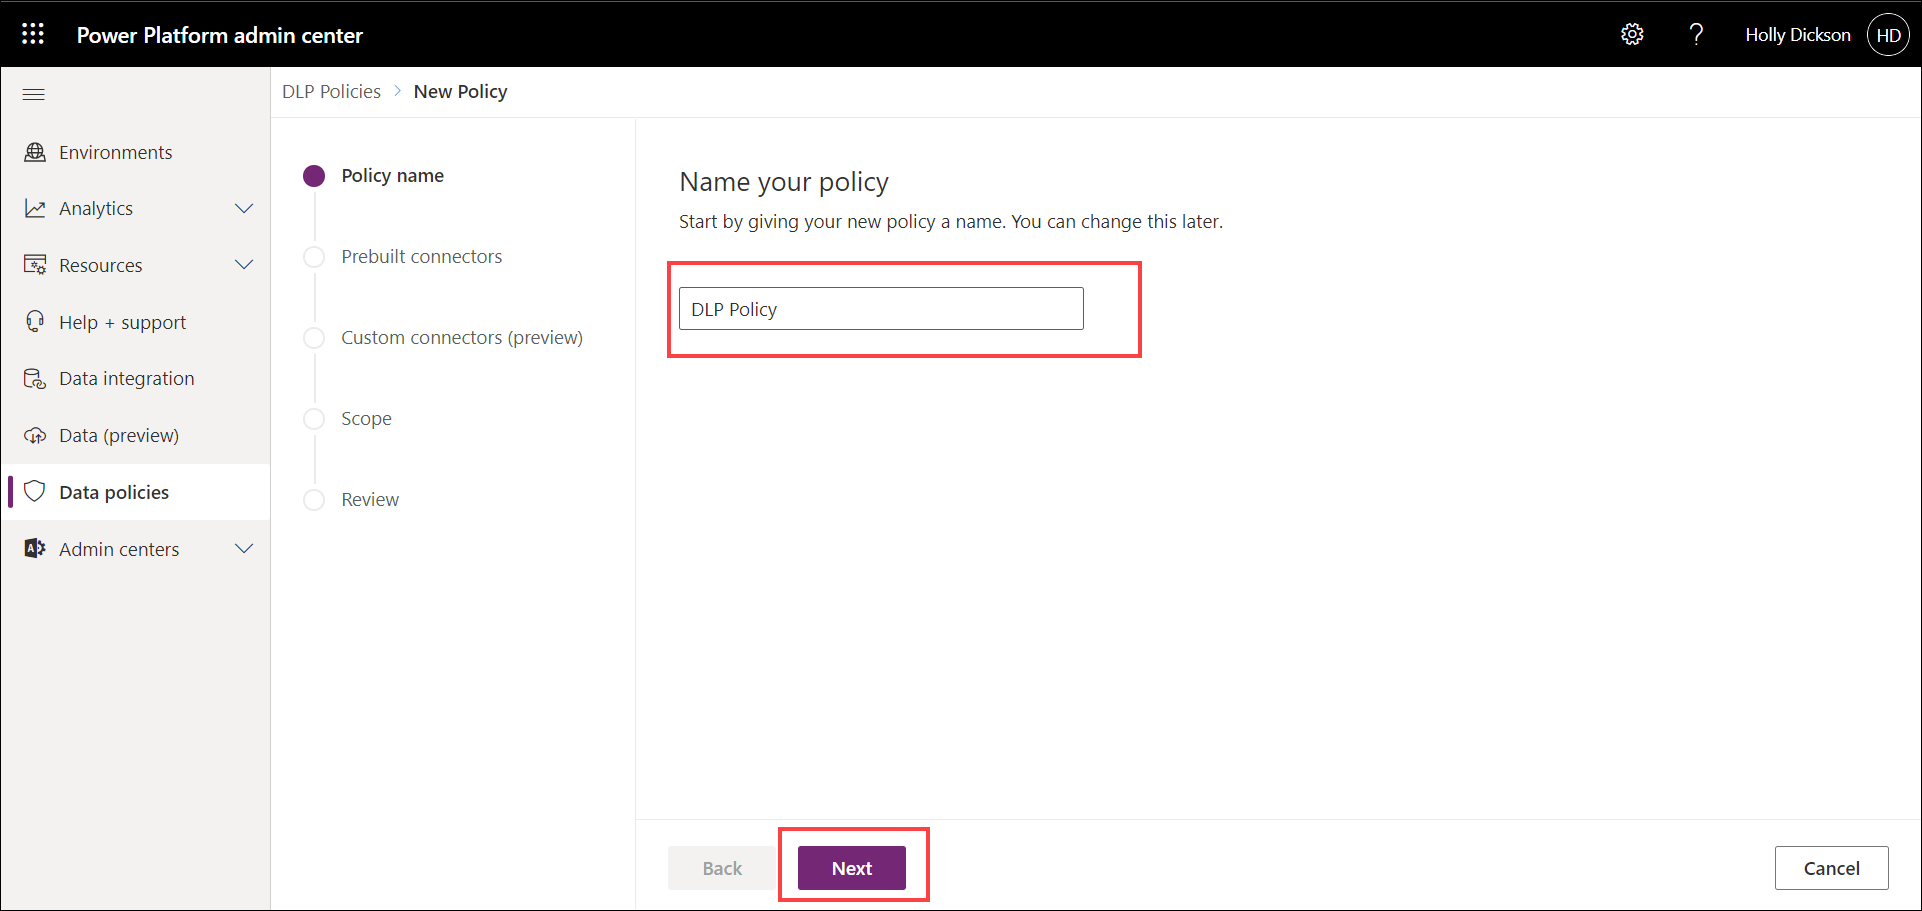 Power Platform admin center
?
Holly Dickson
HD
DLP Policies > New Policy
Environments
Analytics
Resources
Help + support
Data integration
Data (preview)
Data policies
Admin centers
Policy name
Prebuilt connectors
Custom connectors (preview)
Scope
Review
Name your policy
Start by giving your new policy a name. You can change this later.
DLP Policy
Back
Next
Cancel